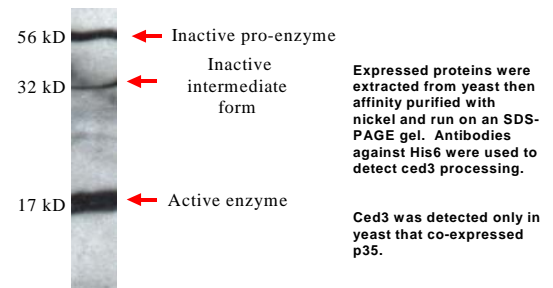 56 kD
Inactive pro-enzyme
32 kD
Inactive
intermediate
form
17 kD
Active enzyme
Expressed proteins were
extracted from yeast then
affinity purified with
nickel and run on an SDS-
PAGE gel.  Antibodies
against His6 were used to
detect ced3 processing.
Ced3 was detected only in
yeast that co-expressed
p35.